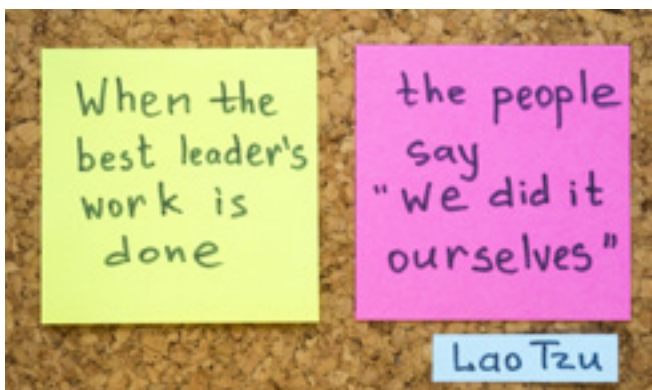 When the
best leader's
work is
done
the people
say
"we did it
ourselves"
Lao Tzu